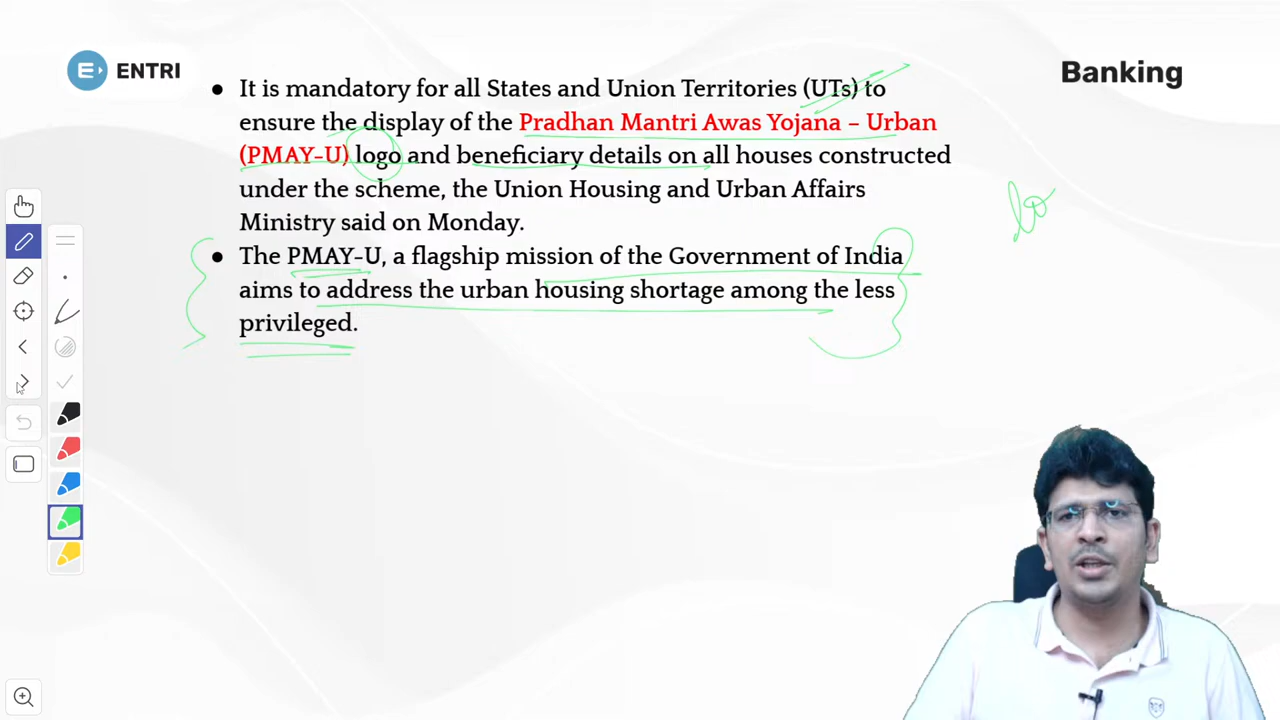 ENTRI
Banking
• It is mandatory for all States and Union Territories (UTs) to
ensure the display of the Pradhan Mantri Awas Yojana – Urban
(PMAY-U) logo and beneficiary details on all houses constructed
under the scheme, the Union Housing and Urban Affairs
Ministry said on Monday.
• The PMAY-U, a flagship mission of the Government of India
aims to address the urban housing shortage among the less
privileged.